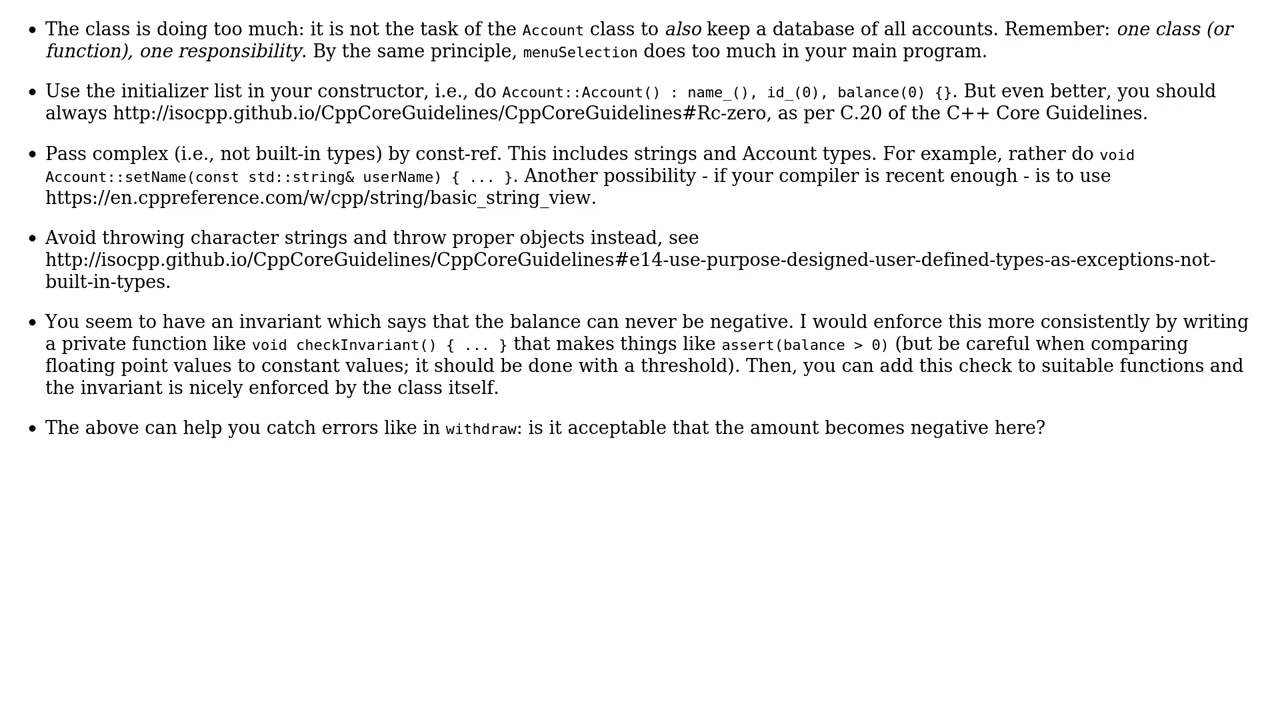 • The class is doing too much: it is not the task of the Account class to also keep a database of all accounts. Remember: one class (or
function), one responsibility. By the same principle, menuSelection does too much in your main program.
• Use the initializer list in your constructor, i.e., do Account::Account() : name_(), id_(0), balance(0) {}. But even better, you should
always http://isocpp.github.io/CppCoreGuidelines/CppCoreGuidelines#Rc-zero, as per C.20 of the C++ Core Guidelines.
• Pass complex (i.e., not built-in types) by const-ref. This includes strings and Account types. For example, rather do void
Account::setName(const std::string& userName) { ... }. Another possibility - if your compiler is recent enough - is to use
https://en.cppreference.com/w/cpp/string/basic_string_view.
• Avoid throwing character strings and throw proper objects instead, see
http://isocpp.github.io/CppCoreGuidelines/CppCoreGuidelines#e14-use-purpose-designed-user-defined-types-as-exceptions-not-
built-in-types.
• You seem to have an invariant which says that the balance can never be negative. I would enforce this more consistently by writing
a private function like void checkInvariant() { ... } that makes things like assert(balance > 0) (but be careful when comparing
floating point values to constant values; it should be done with a threshold). Then, you can add this check to suitable functions and
the invariant is nicely enforced by the class itself.
• The above can help you catch errors like in withdraw: is it acceptable that the amount becomes negative here?